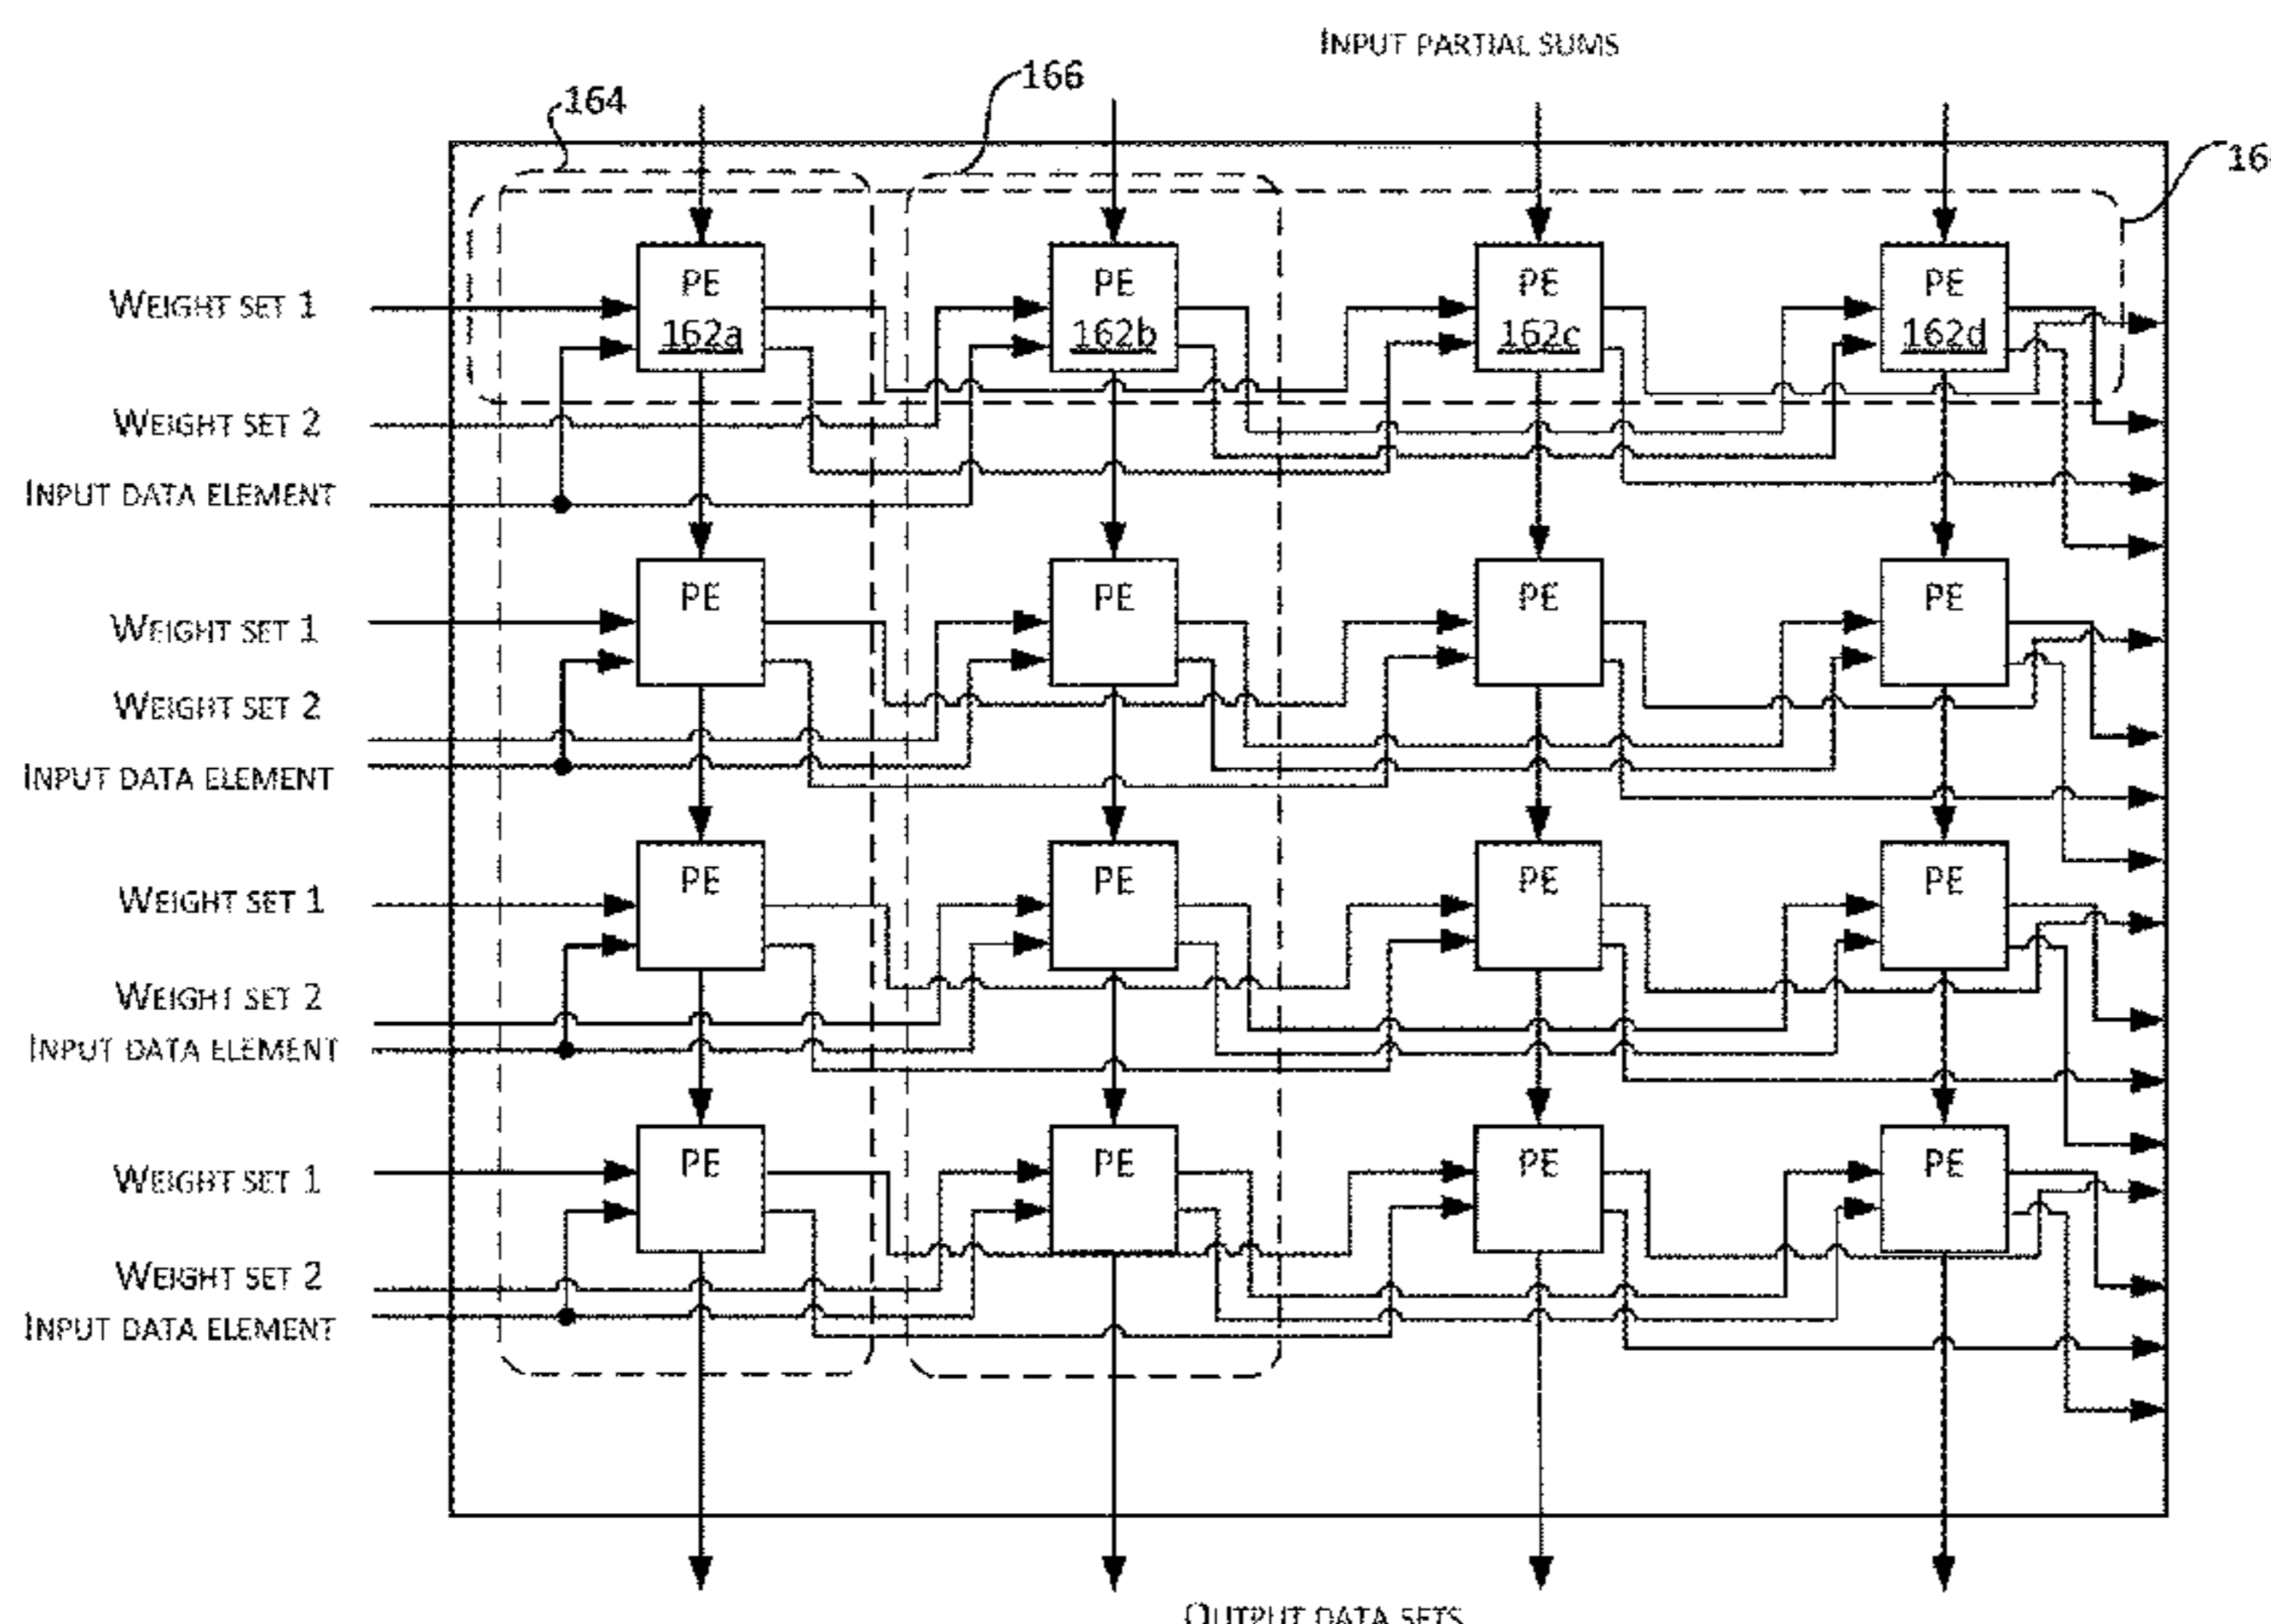 INPUT PARTIAL SUMS
164
166
PE
162a
PE
162b
PE
162c
PE
162d
WEIGHT SET 1
WEIGHT SET 2
INPUT DATA ELEMENT
PE
PE
PE
PE
WEIGHT SET 1
WEIGHT SET 2
INPUT DATA ELEMENT
PE
PE
PE
PE
WEIGHT SET 1
WEIGHT SET 2
INPUT DATA ELEMENT
PE
PE
PE
PE
WEIGHT SET 1
WEIGHT SET 2
INPUT DATA ELEMENT
OUTPUT DATA SETS